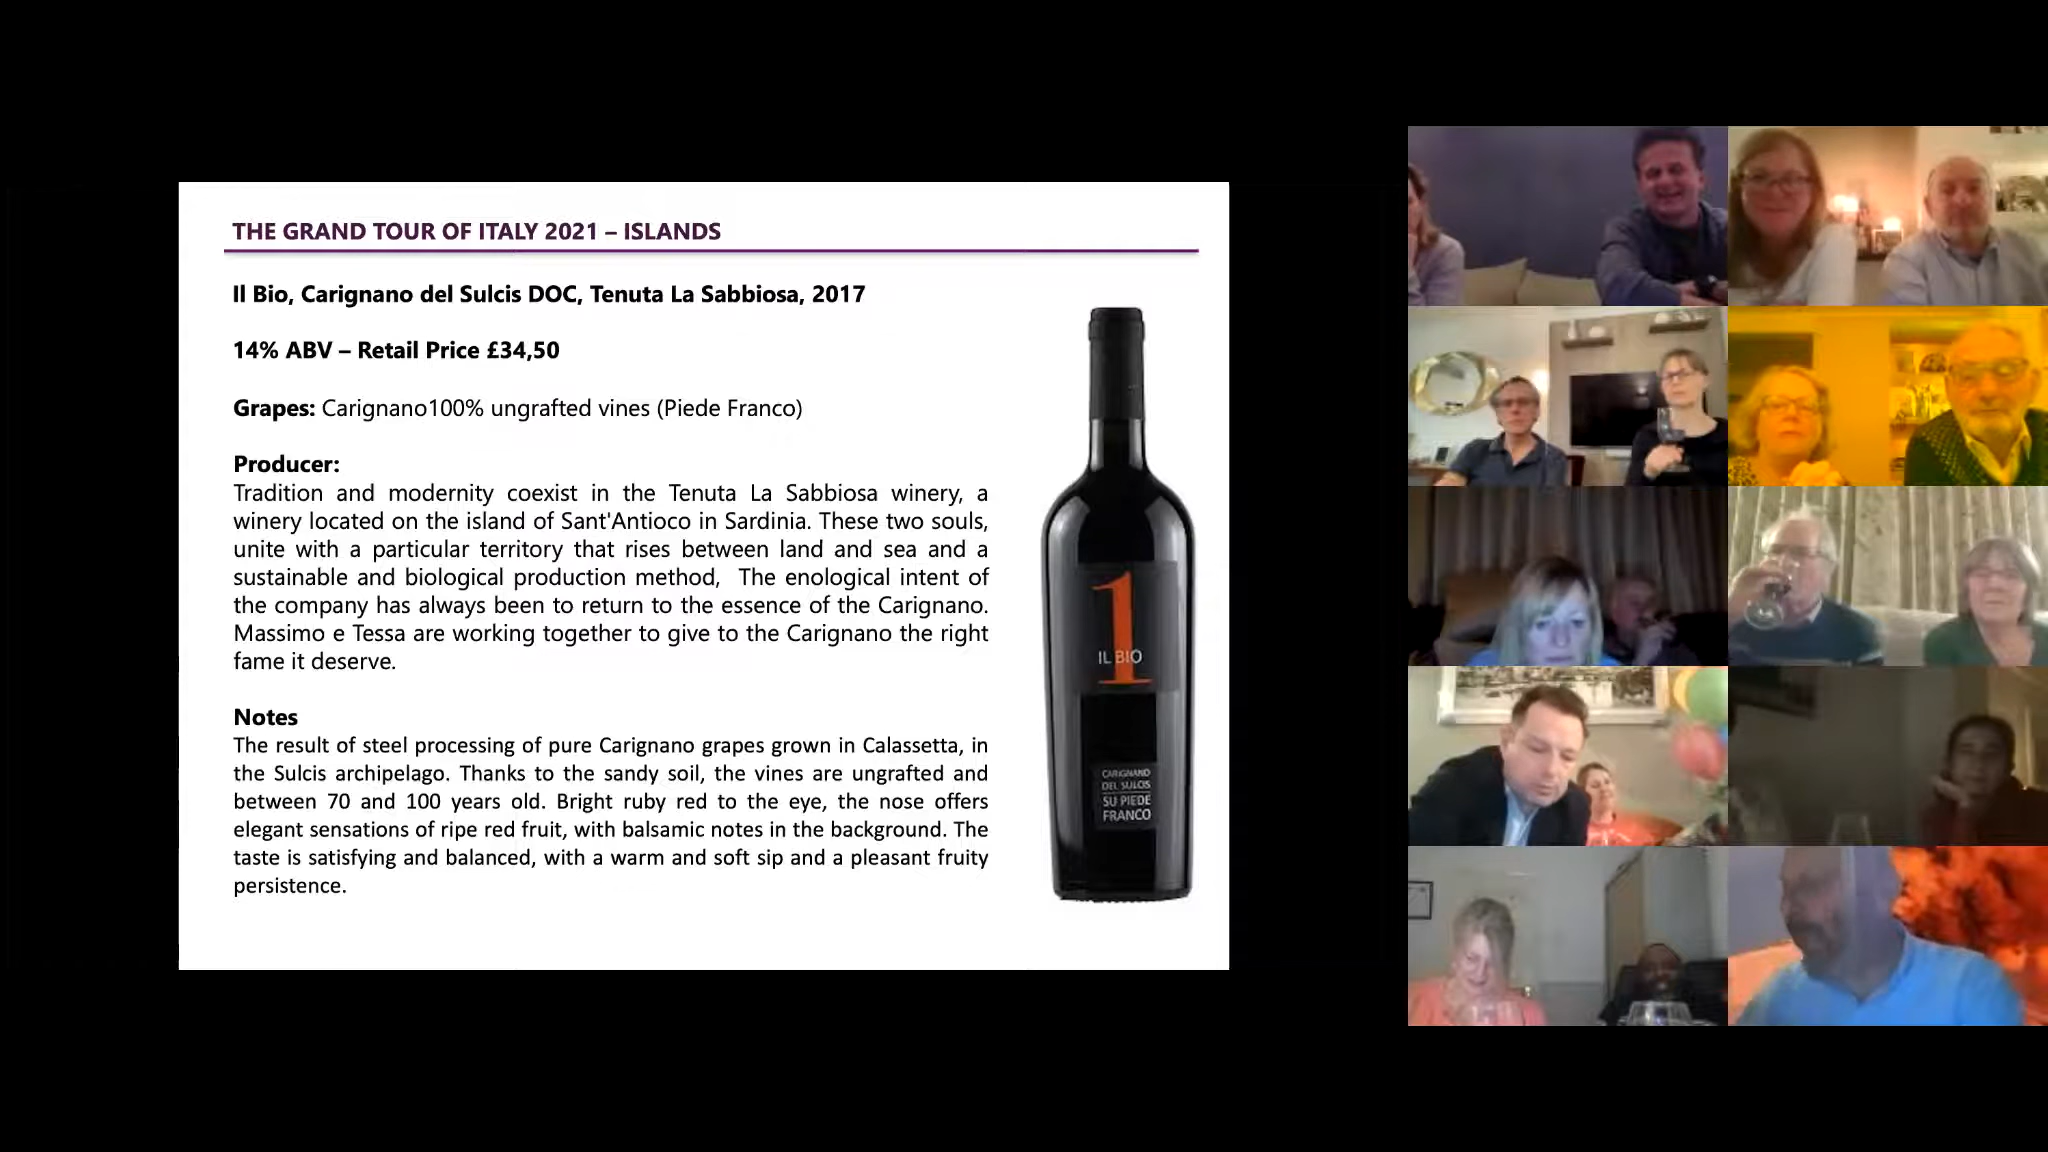 THE GRAND TOUR OF ITALY 2021 – ISLANDS
Il Bio, Carignano del Sulcis DOC, Tenuta La Sabbiosa, 2017
14% ABV – Retail Price £34,50
Grapes: Carignano100% ungrafted vines (Piede Franco)
Producer:
Tradition and modernity coexist in the Tenuta La Sabbiosa winery, a
winery located on the island of Sant'Antioco in Sardinia. These two souls,
unite with a particular territory that rises between land and sea and a
sustainable and biological production method,  The enological intent of
the company has always been to return to the essence of the Carignano.
Massimo e Tessa are working together to give to the Carignano the right
fame it deserve.
Notes
The result of steel processing of pure Carignano grapes grown in Calassetta, in
the Sulcis archipelago. Thanks to the sandy soil, the vines are ungrafted and
between 70 and 100 years old. Bright ruby red to the eye, the nose offers
elegant sensations of ripe red fruit, with balsamic notes in the background. The
taste is satisfying and balanced, with a warm and soft sip and a pleasant fruity
persistence.
1
IL BIO
CARIGNANO
DEL SULCIS
SU PIEDE
FRANCO